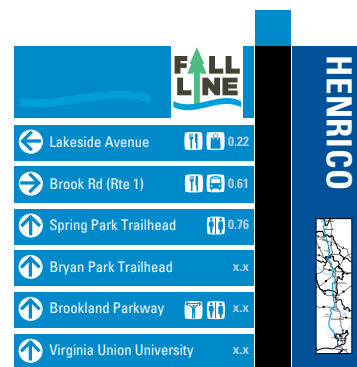 FALL
LINE
Lakeside Avenue 0.22
Brook Rd (Rte 1) 0.61
Spring Park Trailhead 0.76
Bryan Park Trailhead x.x
Brookland Parkway x.x
Virginia Union University x.x
HENRICO